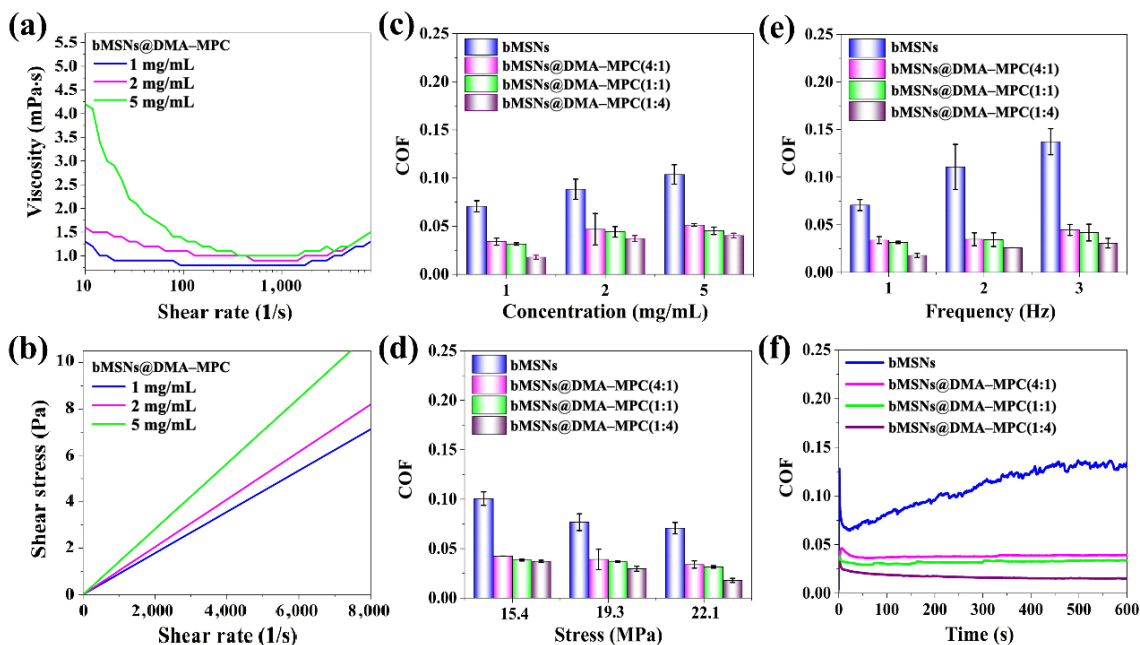 (a)
bMSNs@DMA–MPC
1 mg/mL
2 mg/mL
5 mg/mL
Viscosity (mPa·s)
5.5
5.0
4.5
4.0
3.5
3.0
2.5
2.0
1.5
1.0
10
100
1,000
Shear rate (1/s)
(b)
bMSNs@DMA–MPC
1 mg/mL
2 mg/mL
5 mg/mL
Shear stress (Pa)
10
8
6
4
2
0
0
2,000
4,000
6,000
8,000
Shear rate (1/s)
(c)
bMSNs
bMSNs@DMA–MPC(4:1)
bMSNs@DMA–MPC(1:1)
bMSNs@DMA–MPC(1:4)
COF
0.25
0.20
0.15
0.10
0.05
0.00
1
2
5
Concentration (mg/mL)
(d)
bMSNs
bMSNs@DMA–MPC(4:1)
bMSNs@DMA–MPC(1:1)
bMSNs@DMA–MPC(1:4)
COF
0.25
0.20
0.15
0.10
0.05
0.00
15.4
19.3
22.1
Stress (MPa)
(e)
bMSNs
bMSNs@DMA–MPC(4:1)
bMSNs@DMA–MPC(1:1)
bMSNs@DMA–MPC(1:4)
COF
0.25
0.20
0.15
0.10
0.05
0.00
1
2
3
Frequency (Hz)
(f)
bMSNs
bMSNs@DMA–MPC(4:1)
bMSNs@DMA–MPC(1:1)
bMSNs@DMA–MPC(1:4)
COF
0.25
0.20
0.15
0.10
0.05
0.00
0
100
200
300
400
500
600
Time (s)